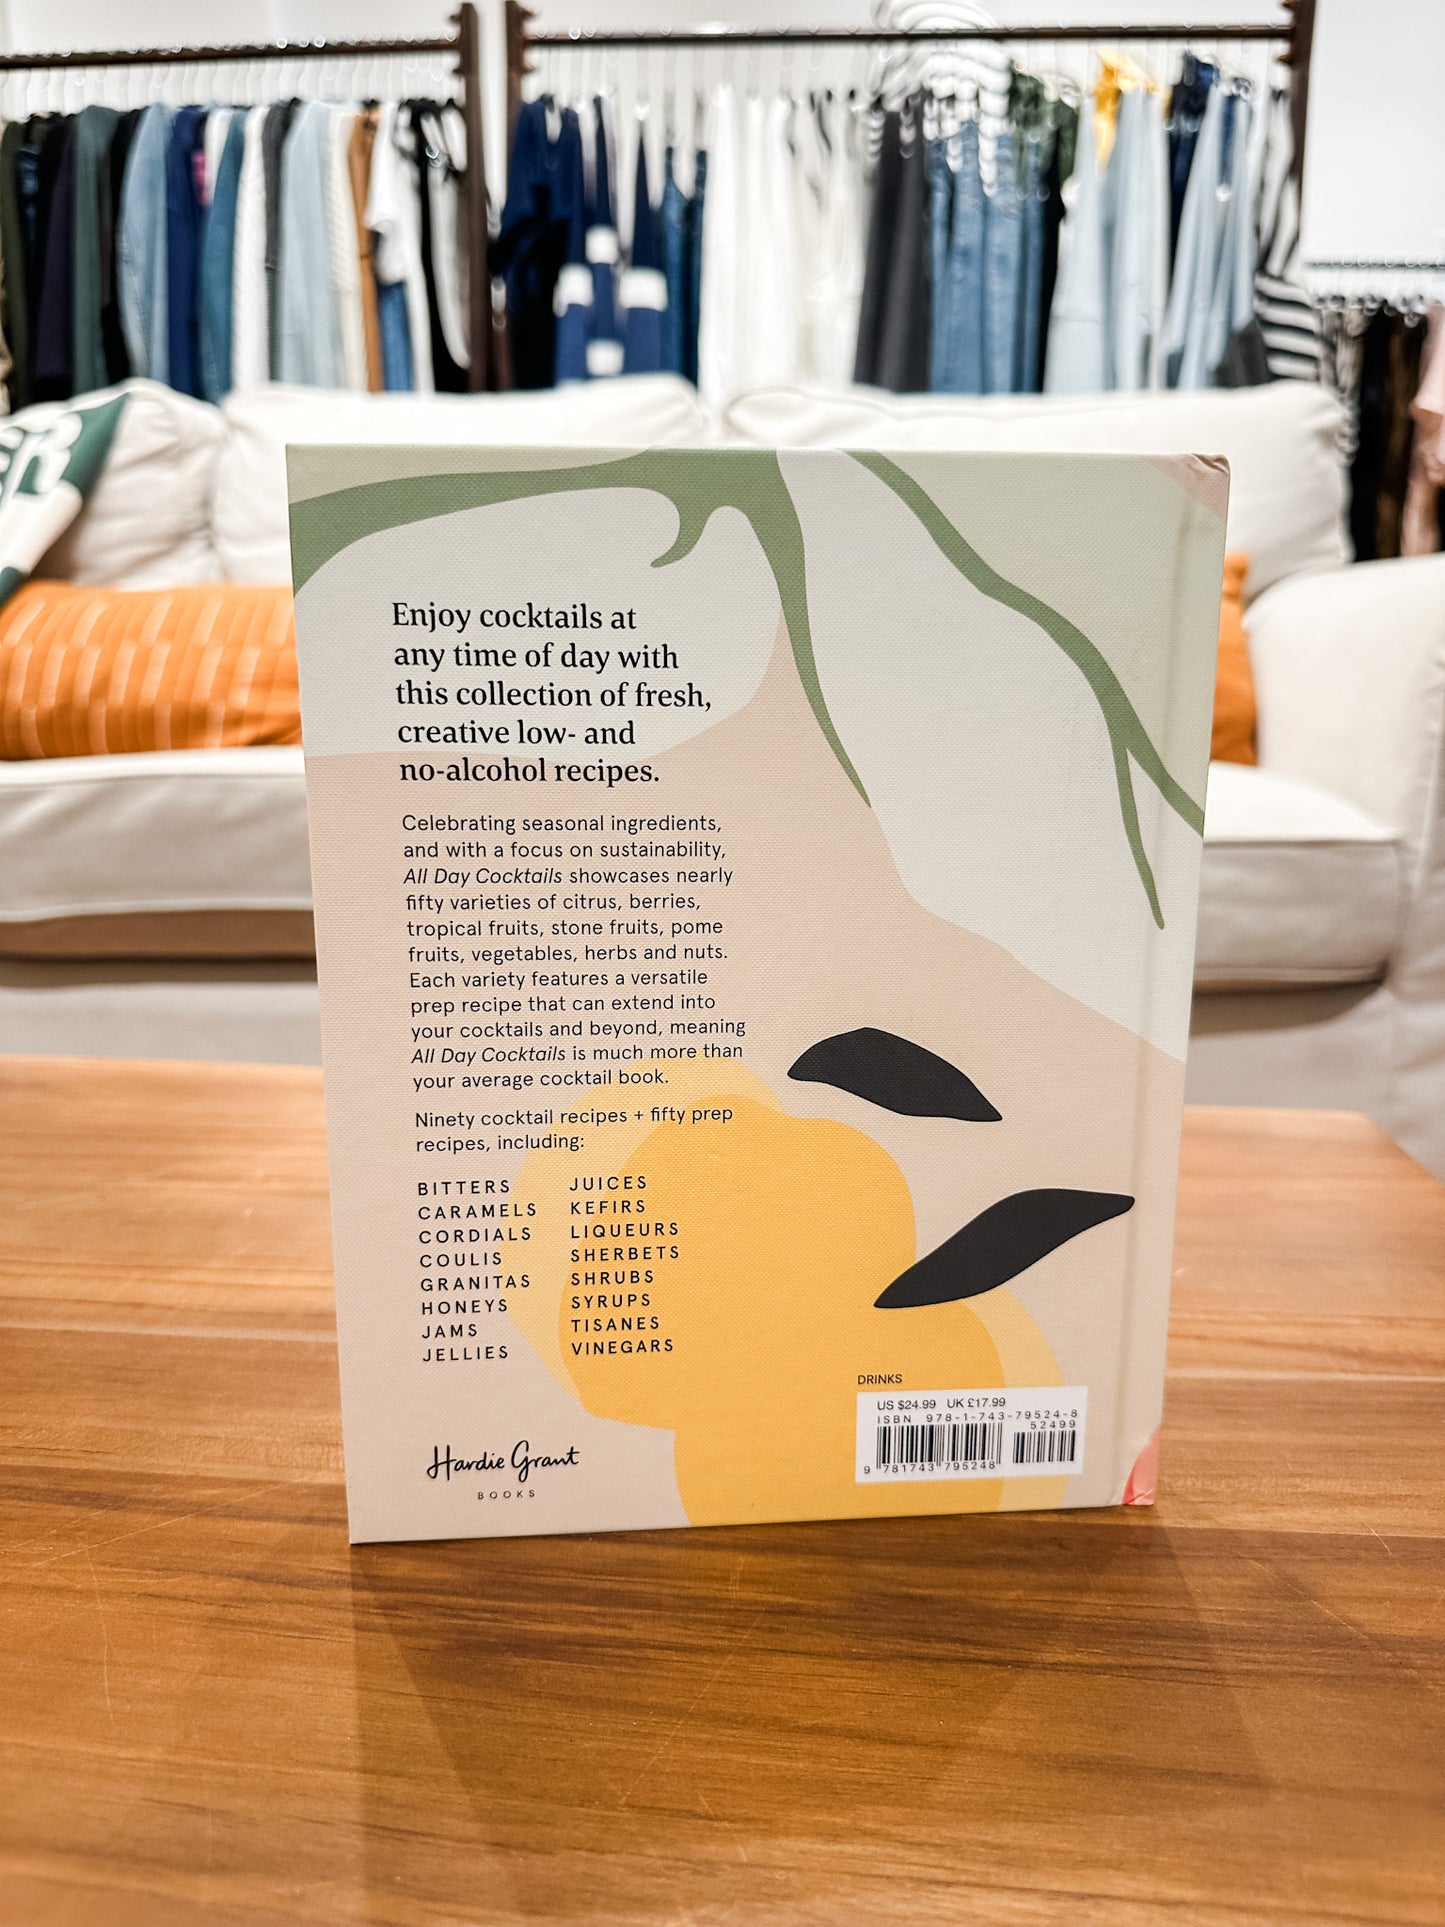 Enjoy cocktails at
any time of day with
this collection of fresh,
creative low- and
no-alcohol recipes.
Celebrating seasonal ingredients,
and with a focus on sustainability,
All Day Cocktails showcases nearly
fifty varieties of citrus, berries,
tropical fruits, stone fruits, pome
fruits, vegetables, herbs and nuts.
Each variety features a versatile
prep recipe that can extend into
your cocktails and beyond, meaning
All Day Cocktails is much more than
your average cocktail book.
Ninety cocktail recipes + fifty prep
recipes, including:
BITTERS
CARAMELS
CORDIALS
COULIS
GRANITAS
HONEYS
JAMS
JELLIES
JUICES
KEFIRS
LIQUEURS
SHERBETS
SHRUBS
SYRUPS
TISANES
VINEGARS
Hardie Grant
BOOKS
DRINKS
US $24.99 UK £17.99
ISBN 978-1-743-79524-8
52499
9 781743 795248